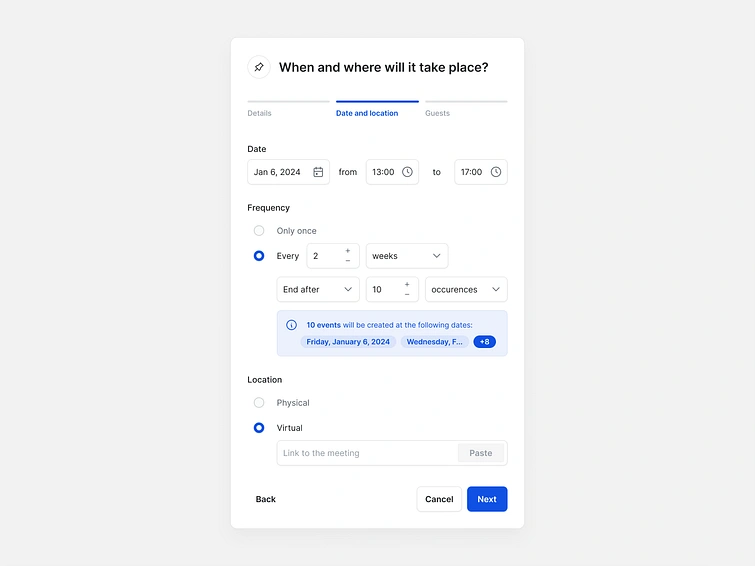 When and where will it take place?
Details Date and location Guests
Date
Jan 6, 2024 from 13:00 to 17:00
Frequency
Only once
Every 2 + − weeks
End after 10 + − occurences
10 events will be created at the following dates:
Friday, January 6, 2024 Wednesday, F... +8
Location
Physical
Virtual
Link to the meeting Paste
Back Cancel Next